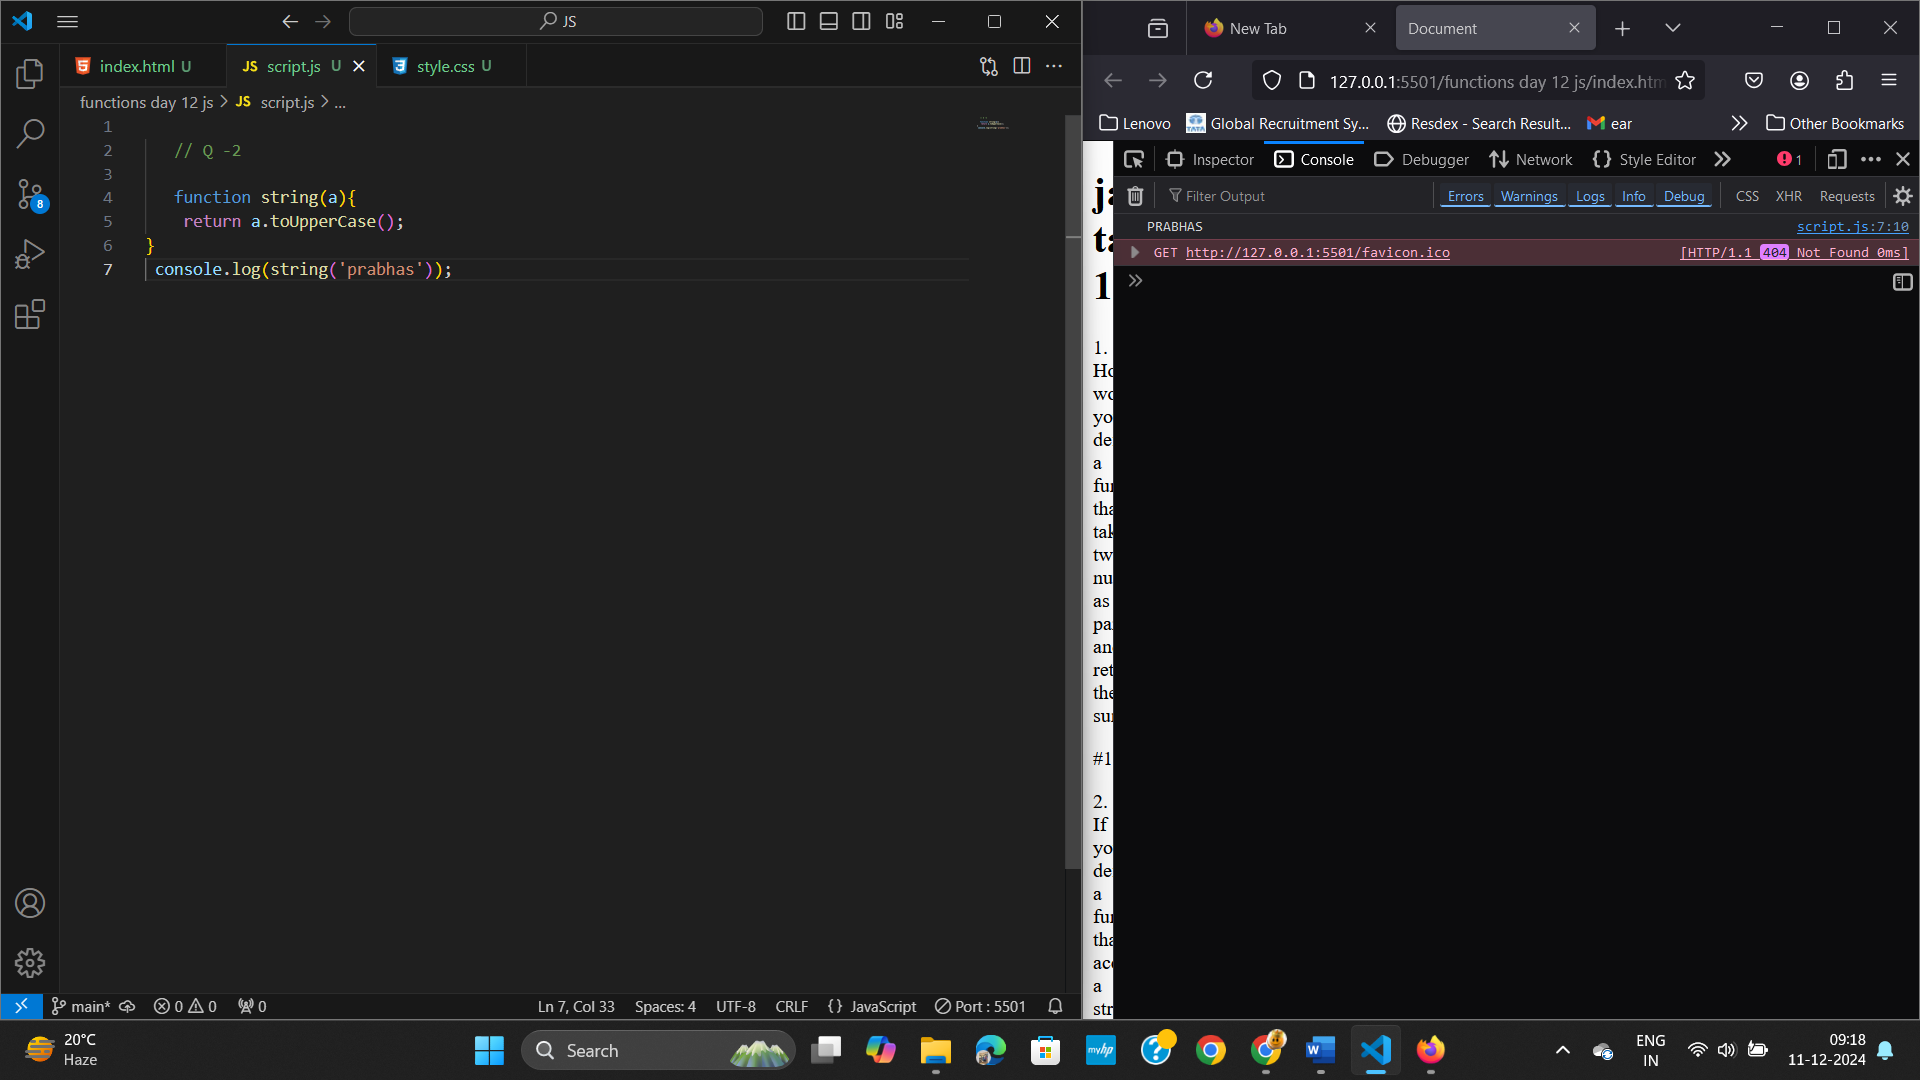 JS
index.html U
JS script.js U
style.css U
functions day 12 js > JS script.js > ...
1
2 // Q -2
3
4 function string(a){
5 return a.toUpperCase();
6 }
7 console.log(string('prabhas'));
8
main*
0 0
0
Ln 7, Col 33
Spaces: 4
UTF-8
CRLF
{} JavaScript
Port : 5501
New Tab
Document
127.0.0.1:5501/functions day 12 js/index.htm
Lenovo
TATA
Global Recruitment Sy...
Resdex - Search Result...
ear
Other Bookmarks
Inspector
Console
Debugger
Network
Style Editor
1
Filter Output
Errors
Warnings
Logs
Info
Debug
CSS
XHR
Requests
PRABHAS script.js:7:10
GET http://127.0.0.1:5501/favicon.ico [HTTP/1.1 404 Not Found 0ms]
ja
ta
1
1.
Ho
wo
yo
de
a
fun
tha
tak
tw
nu
as
pa
and
ret
the
su
#1
2.
If
yo
de
a
fun
tha
acc
a
str
20°C
Haze
Search
myhp
W
ENG
IN
09:18
11-12-2024